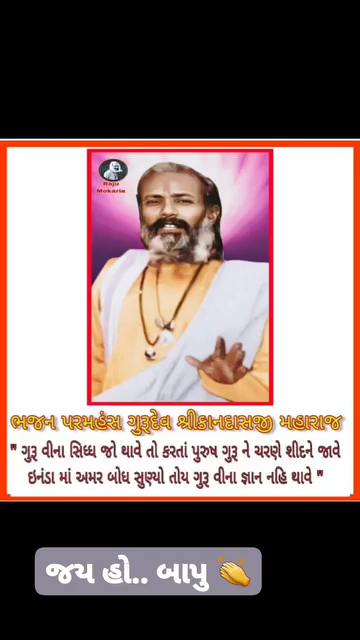 Raju
Mokaria
ભજન પરમહંસ ગુરૂદેવ શ્રીકાનદાસજી મહારાજ
" ગુરૂ વીના સિધ્ધ જો થાવે તો કરતાં પુરુષ ગુરૂ ને ચરણે શીદને જાવે
ઇનંડા માં અમર બોધ સુણ્યો તોય ગુરૂ વીના જ્ઞાન નહિ થાવે "
જય હો.. બાપુ 👏